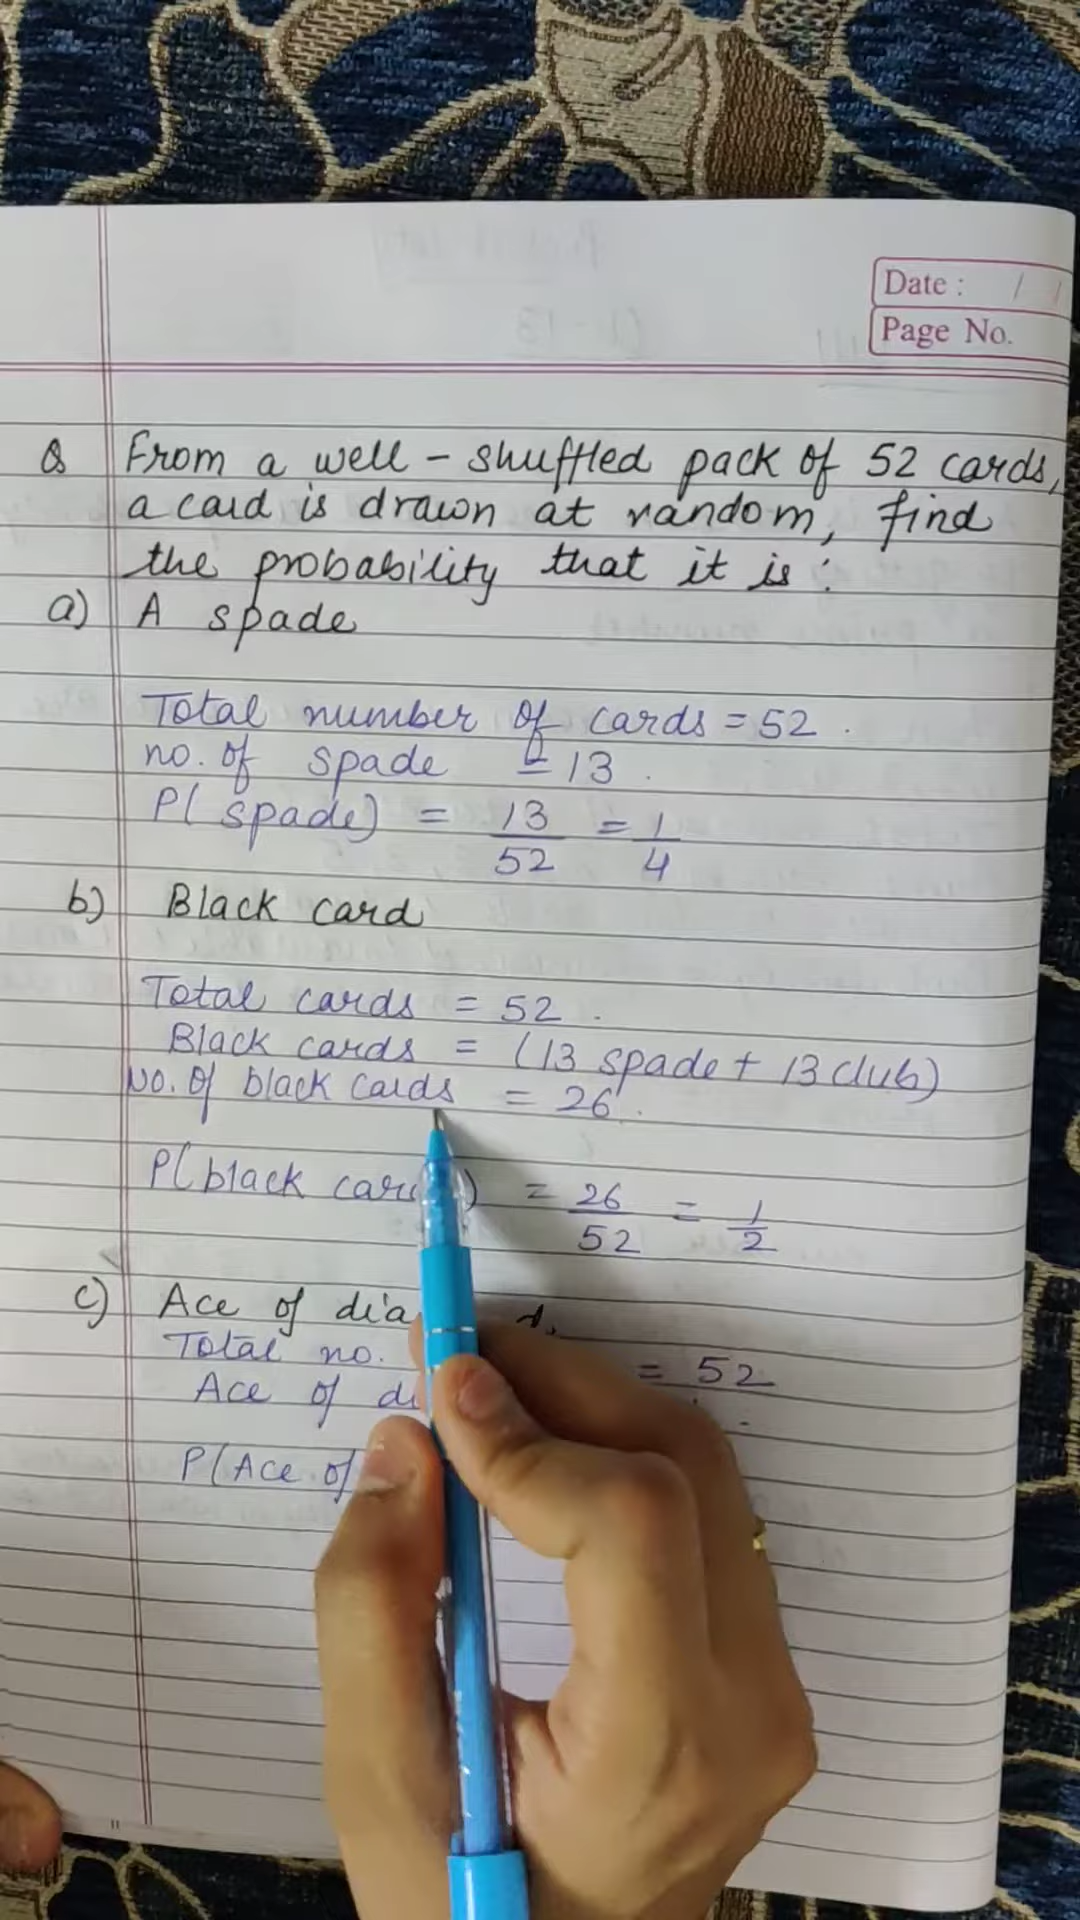 Date : / /
Page No.
Q From a well - shuffled pack of 52 cards,
a card is drawn at random, find
the probability that it is :
a) A spade
Total number of cards = 52 .
no. of spade = 13 .
P( spade) = 13/52 = 1/4
b) Black card
Total cards = 52 .
Black cards = (13 spade + 13 club)
No. of black cards = 26 .
P(black card) = 26/52 = 1/2
c) Ace of
Total no. = 52
Ace of
P(Ace of